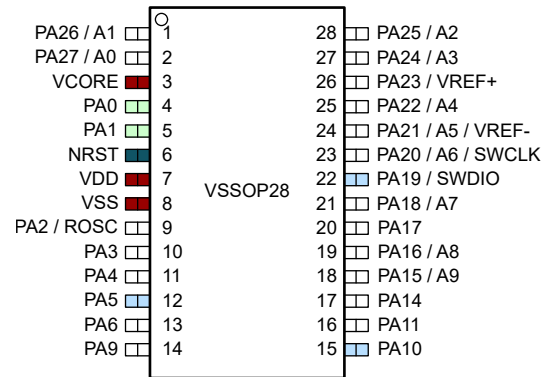 PA26 / A1 1 28 PA25 / A2
PA27 / A0 2 27 PA24 / A3
VCORE 3 26 PA23 / VREF+
PA0 4 25 PA22 / A4
PA1 5 24 PA21 / A5 / VREF-
NRST 6 23 PA20 / A6 / SWCLK
VDD 7 22 PA19 / SWDIO
VSSOP28
VSS 8 21 PA18 / A7
PA2 / ROSC 9 20 PA17
PA3 10 19 PA16 / A8
PA4 11 18 PA15 / A9
PA5 12 17 PA14
PA6 13 16 PA11
PA9 14 15 PA10